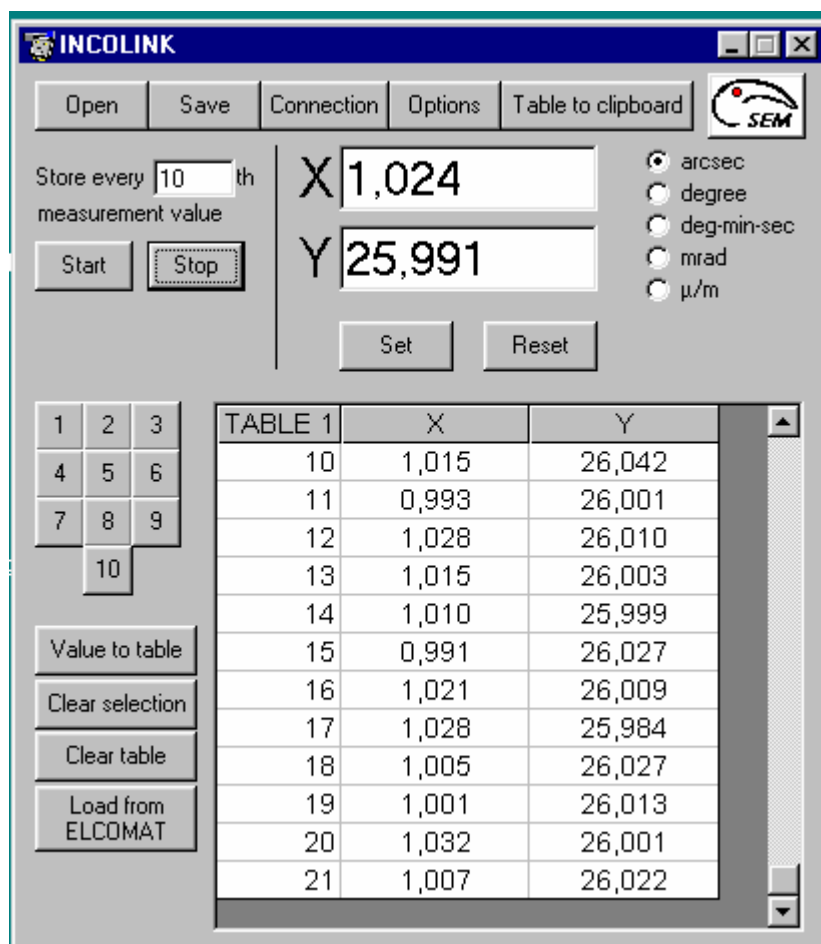 INCOLINK
Open Save Connection Options Table to clipboard SEM
Store every 10 th
measurement value
Start Stop
X 1,024
Y 25,991
arcsec
degree
deg-min-sec
mrad
µ/m
Set Reset
1 2 3
4 5 6
7 8 9
10
Value to table
Clear selection
Clear table
Load from
ELCOMAT
TABLE 1 X Y
10 1,015 26,042
11 0,993 26,001
12 1,028 26,010
13 1,015 26,003
14 1,010 25,999
15 0,991 26,027
16 1,021 26,009
17 1,028 25,984
18 1,005 26,027
19 1,001 26,013
20 1,032 26,001
21 1,007 26,022